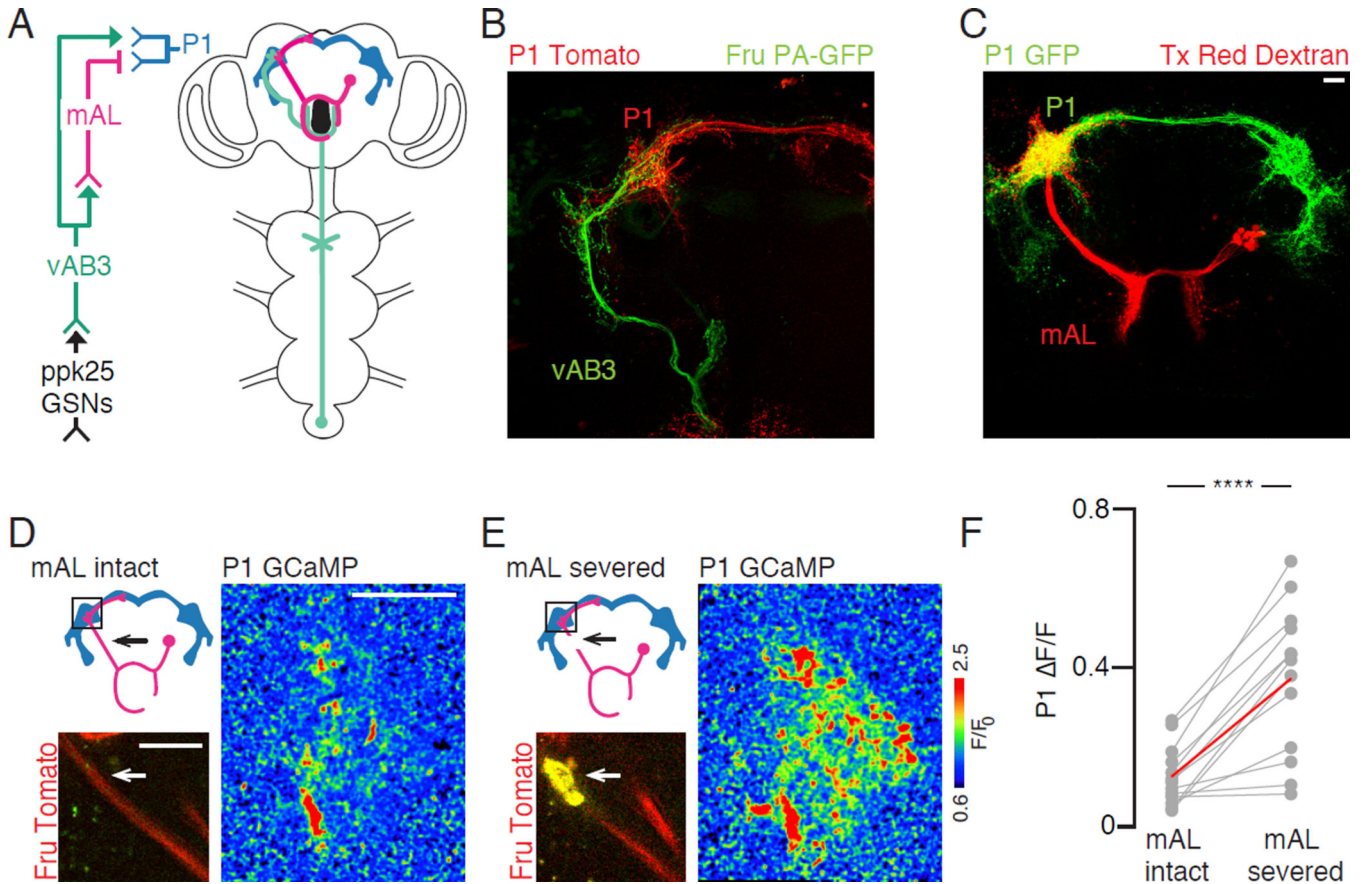 A
P1
mAL
vAB3
ppk25
GSNs
B
P1 Tomato Fru PA-GFP
P1
vAB3
C
P1 GFP Tx Red Dextran
P1
mAL
D
mAL intact P1 GCaMP
Fru Tomato
E
mAL severed P1 GCaMP
Fru Tomato
2.5
F/F0
0.6
F
****
0.8
0.4
0
P1 ΔF/F
mAL
intact
mAL
severed